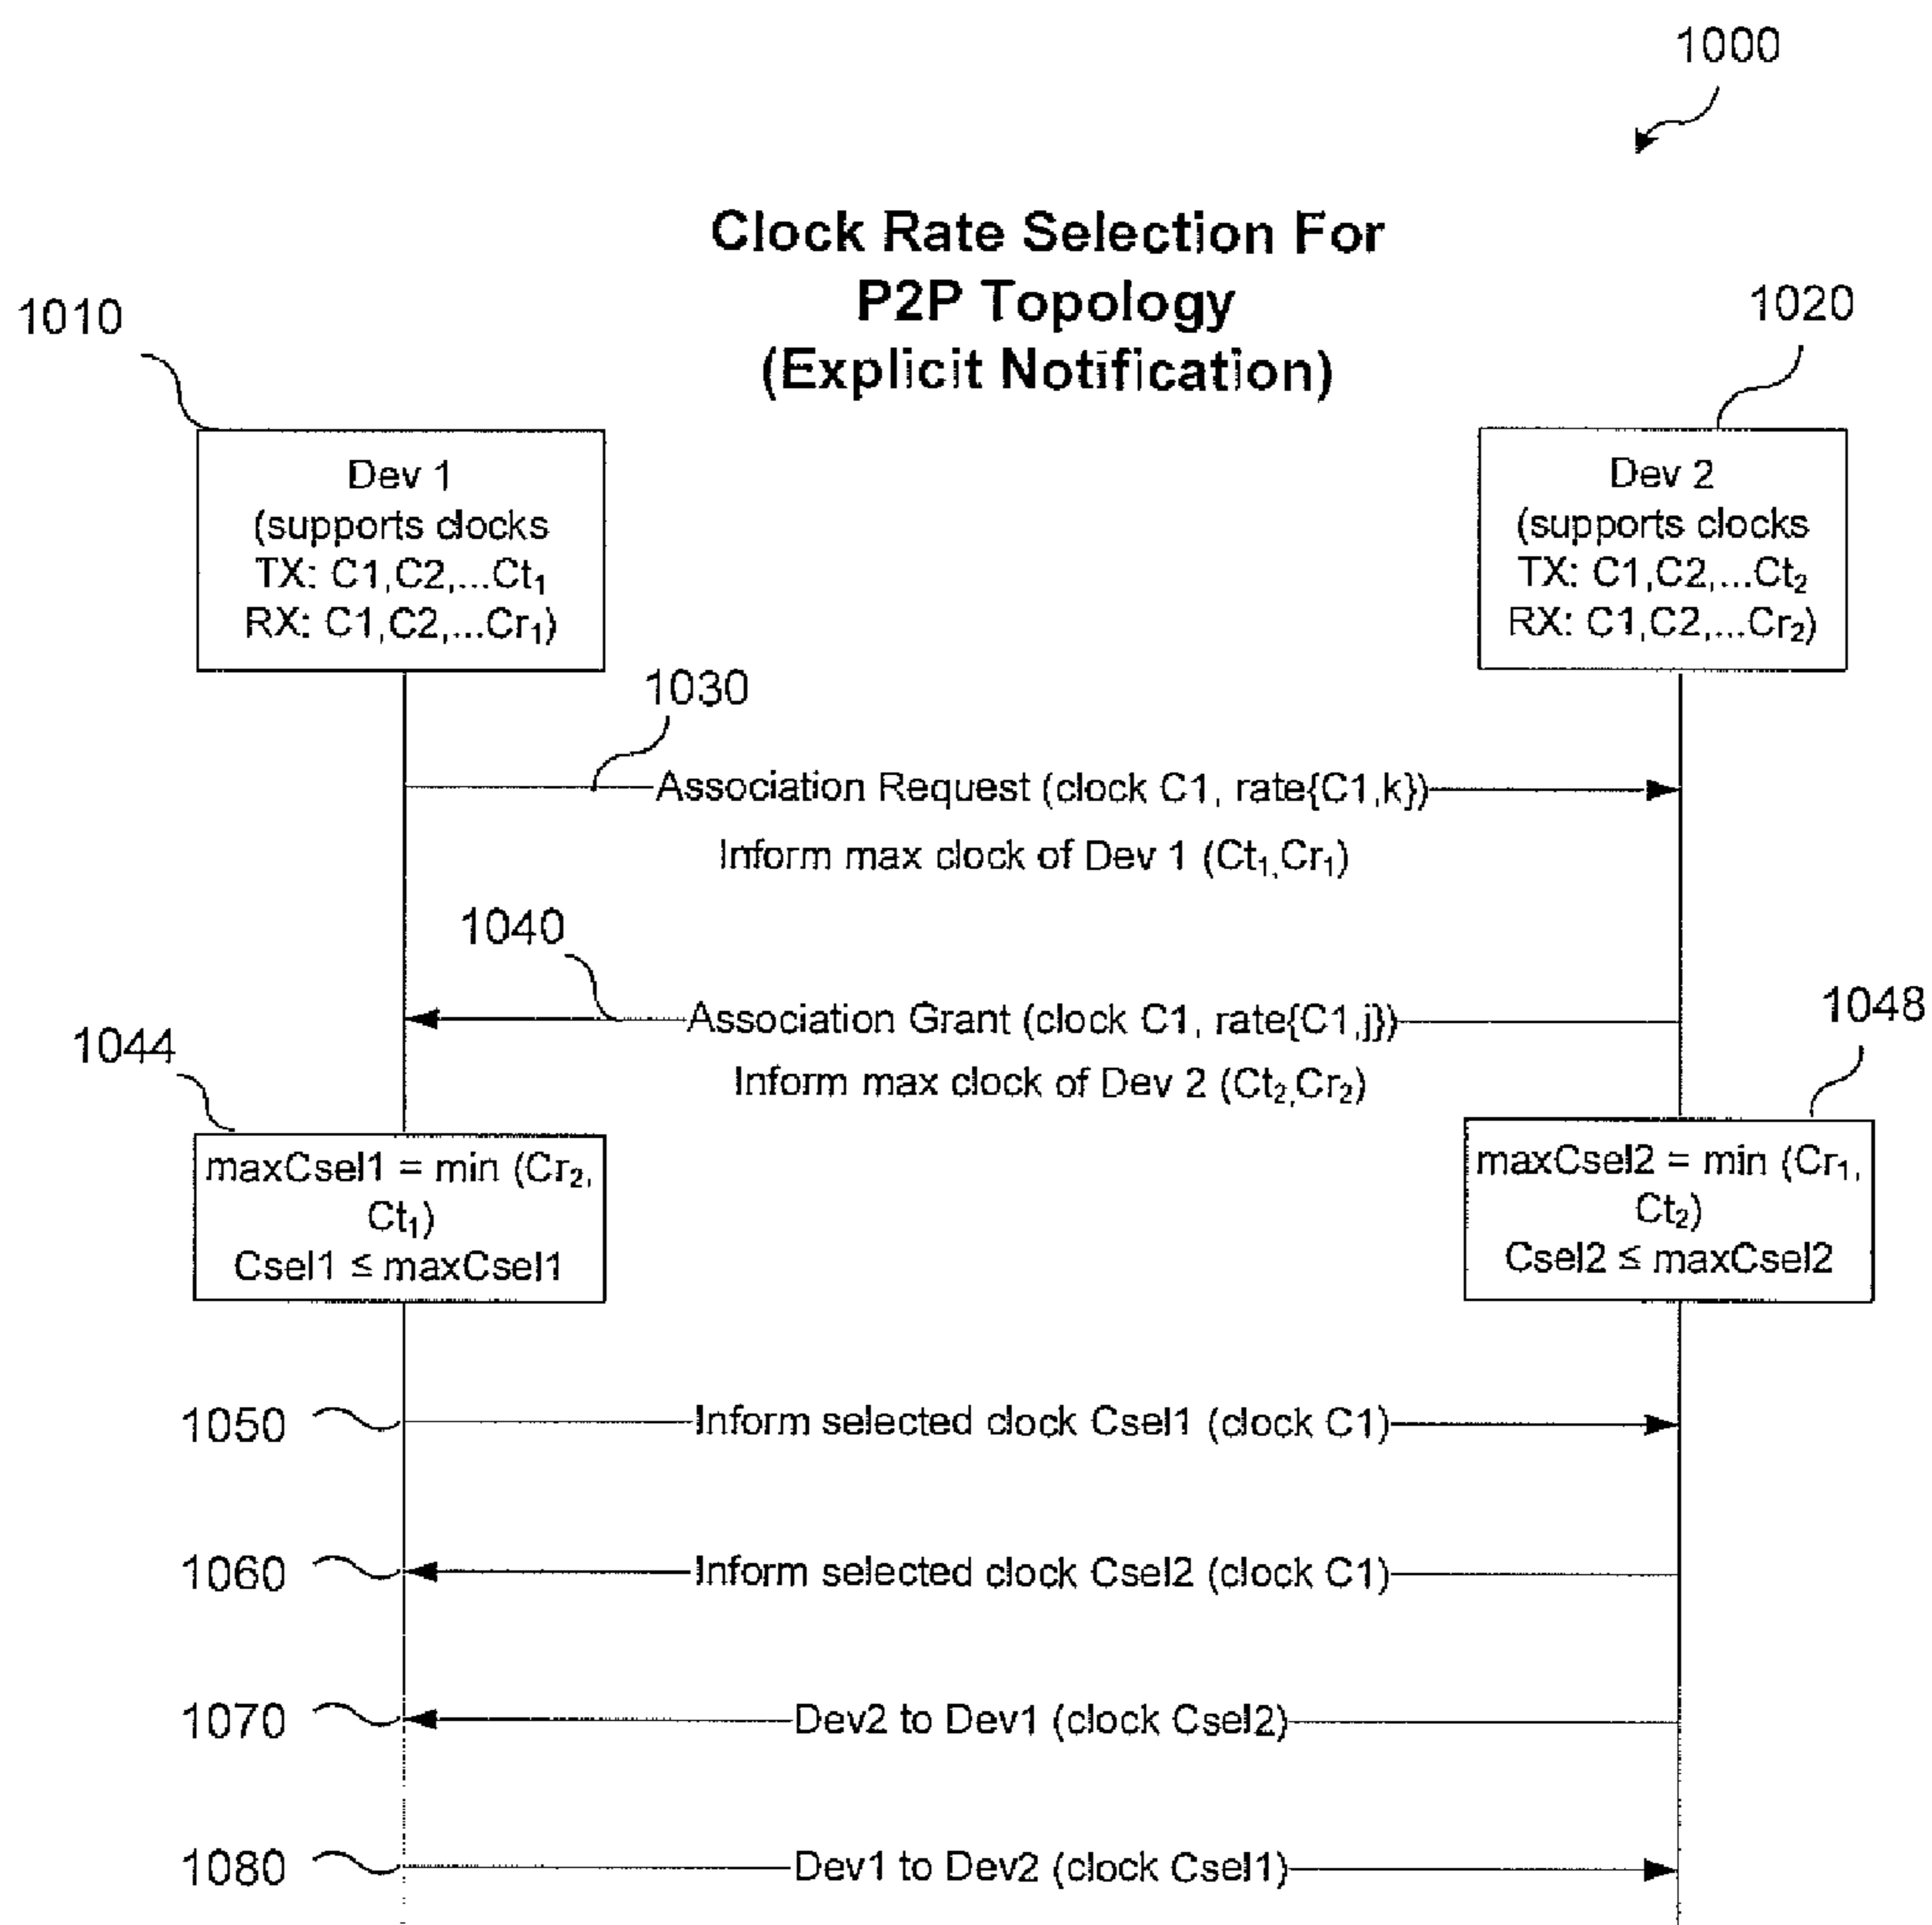 1000
Clock Rate Selection For
P2P Topology
(Explicit Notification)
1010
1020
Dev 1
(supports clocks
TX: C1,C2,...Ct₁
RX: C1,C2,...Cr₁)
Dev 2
(supports clocks
TX: C1,C2,...Ct₂
RX: C1,C2,...Cr₂)
1030
Association Request (clock C1, rate{C1,k})
Inform max clock of Dev 1 (Ct₁,Cr₁)
1040
Association Grant (clock C1, rate{C1,j})
Inform max clock of Dev 2 (Ct₂,Cr₂)
1044
1048
maxCsel1 = min (Cr₂,
Ct₁)
Csel1 ≤ maxCsel1
maxCsel2 = min (Cr₁,
Ct₂)
Csel2 ≤ maxCsel2
1050
Inform selected clock Csel1 (clock C1)
1060
Inform selected clock Csel2 (clock C1)
1070
Dev2 to Dev1 (clock Csel2)
1080
Dev1 to Dev2 (clock Csel1)